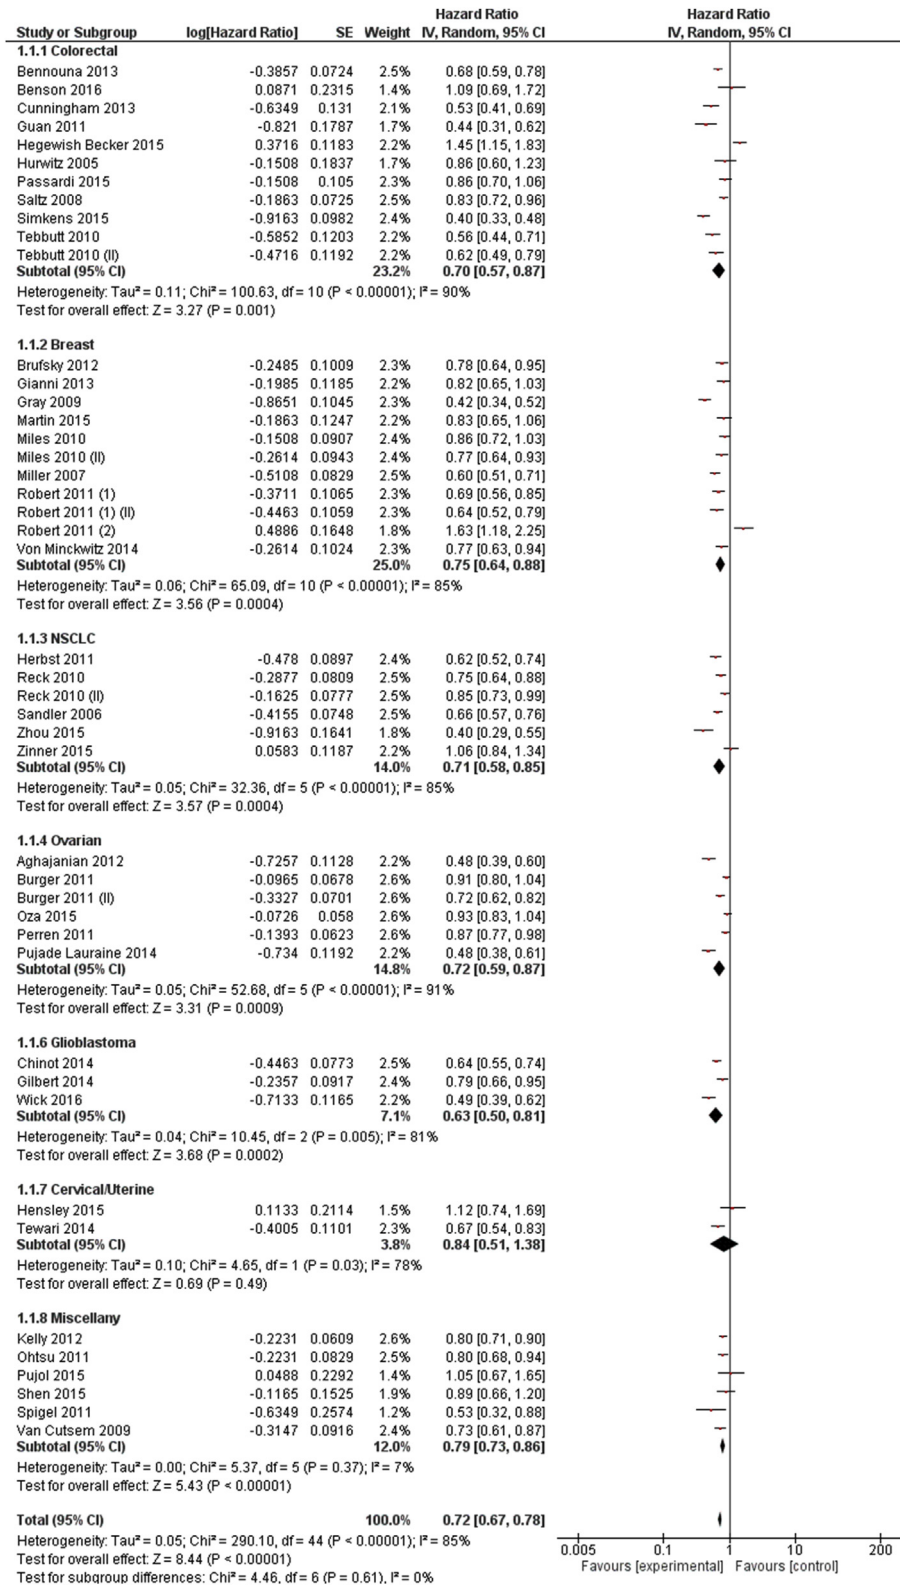 Hazard Ratio Hazard Ratio
Study or Subgroup log[Hazard Ratio] SE Weight IV, Random, 95% CI IV, Random, 95% CI
1.1.1 Colorectal
Bennouna 2013 -0.3857 0.0724 2.5% 0.68 [0.59, 0.78]
Benson 2016 0.0871 0.2315 1.4% 1.09 [0.69, 1.72]
Cunningham 2013 -0.6349 0.131 2.1% 0.53 [0.41, 0.69]
Guan 2011 -0.821 0.1787 1.7% 0.44 [0.31, 0.62]
Hegewish Becker 2015 0.3716 0.1183 2.2% 1.45 [1.15, 1.83]
Hurwitz 2005 -0.1508 0.1837 1.7% 0.86 [0.60, 1.23]
Passardi 2015 -0.1508 0.105 2.3% 0.86 [0.70, 1.06]
Saltz 2008 -0.1863 0.0725 2.5% 0.83 [0.72, 0.96]
Simkens 2015 -0.9163 0.0982 2.4% 0.40 [0.33, 0.48]
Tebbutt 2010 -0.5852 0.1203 2.2% 0.56 [0.44, 0.71]
Tebbutt 2010 (II) -0.4716 0.1192 2.2% 0.62 [0.49, 0.79]
Subtotal (95% CI) 23.2% 0.70 [0.57, 0.87]
Heterogeneity: Tau² = 0.11; Chi² = 100.63, df = 10 (P < 0.00001); I² = 90%
Test for overall effect: Z = 3.27 (P = 0.001)
1.1.2 Breast
Brufsky 2012 -0.2485 0.1009 2.3% 0.78 [0.64, 0.95]
Gianni 2013 -0.1985 0.1185 2.2% 0.82 [0.65, 1.03]
Gray 2009 -0.8651 0.1045 2.3% 0.42 [0.34, 0.52]
Martin 2015 -0.1863 0.1247 2.2% 0.83 [0.65, 1.06]
Miles 2010 -0.1508 0.0907 2.4% 0.86 [0.72, 1.03]
Miles 2010 (II) -0.2614 0.0943 2.4% 0.77 [0.64, 0.93]
Miller 2007 -0.5108 0.0829 2.5% 0.60 [0.51, 0.71]
Robert 2011 (1) -0.3711 0.1065 2.3% 0.69 [0.56, 0.85]
Robert 2011 (1) (II) -0.4463 0.1059 2.3% 0.64 [0.52, 0.79]
Robert 2011 (2) 0.4886 0.1648 1.8% 1.63 [1.18, 2.25]
Von Minckwitz 2014 -0.2614 0.1024 2.3% 0.77 [0.63, 0.94]
Subtotal (95% CI) 25.0% 0.75 [0.64, 0.88]
Heterogeneity: Tau² = 0.06; Chi² = 65.09, df = 10 (P < 0.00001); I² = 85%
Test for overall effect: Z = 3.56 (P = 0.0004)
1.1.3 NSCLC
Herbst 2011 -0.478 0.0897 2.4% 0.62 [0.52, 0.74]
Reck 2010 -0.2877 0.0809 2.5% 0.75 [0.64, 0.88]
Reck 2010 (II) -0.1625 0.0777 2.5% 0.85 [0.73, 0.99]
Sandler 2006 -0.4155 0.0748 2.5% 0.66 [0.57, 0.76]
Zhou 2015 -0.9163 0.1641 1.8% 0.40 [0.29, 0.55]
Zinner 2015 0.0583 0.1187 2.2% 1.06 [0.84, 1.34]
Subtotal (95% CI) 14.0% 0.71 [0.58, 0.85]
Heterogeneity: Tau² = 0.05; Chi² = 32.36, df = 5 (P < 0.00001); I² = 85%
Test for overall effect: Z = 3.57 (P = 0.0004)
1.1.4 Ovarian
Aghajanian 2012 -0.7257 0.1128 2.2% 0.48 [0.39, 0.60]
Burger 2011 -0.0965 0.0678 2.6% 0.91 [0.80, 1.04]
Burger 2011 (II) -0.3327 0.0701 2.6% 0.72 [0.62, 0.82]
Oza 2015 -0.0726 0.058 2.6% 0.93 [0.83, 1.04]
Perren 2011 -0.1393 0.0623 2.6% 0.87 [0.77, 0.98]
Pujade Lauraine 2014 -0.734 0.1192 2.2% 0.48 [0.38, 0.61]
Subtotal (95% CI) 14.8% 0.72 [0.59, 0.87]
Heterogeneity: Tau² = 0.05; Chi² = 52.68, df = 5 (P < 0.00001); I² = 91%
Test for overall effect: Z = 3.31 (P = 0.0009)
1.1.6 Glioblastoma
Chinot 2014 -0.4463 0.0773 2.5% 0.64 [0.55, 0.74]
Gilbert 2014 -0.2357 0.0917 2.4% 0.79 [0.66, 0.95]
Wick 2016 -0.7133 0.1165 2.2% 0.49 [0.39, 0.62]
Subtotal (95% CI) 7.1% 0.63 [0.50, 0.81]
Heterogeneity: Tau² = 0.04; Chi² = 10.45, df = 2 (P = 0.005); I² = 81%
Test for overall effect: Z = 3.68 (P = 0.0002)
1.1.7 Cervical/Uterine
Hensley 2015 0.1133 0.2114 1.5% 1.12 [0.74, 1.69]
Tewari 2014 -0.4005 0.1101 2.3% 0.67 [0.54, 0.83]
Subtotal (95% CI) 3.8% 0.84 [0.51, 1.38]
Heterogeneity: Tau² = 0.10; Chi² = 4.65, df = 1 (P = 0.03); I² = 78%
Test for overall effect: Z = 0.69 (P = 0.49)
1.1.8 Miscellany
Kelly 2012 -0.2231 0.0609 2.6% 0.80 [0.71, 0.90]
Ohtsu 2011 -0.2231 0.0829 2.5% 0.80 [0.68, 0.94]
Pujol 2015 0.0488 0.2292 1.4% 1.05 [0.67, 1.65]
Shen 2015 -0.1165 0.1525 1.9% 0.89 [0.66, 1.20]
Spigel 2011 -0.6349 0.2574 1.2% 0.53 [0.32, 0.88]
Van Cutsem 2009 -0.3147 0.0916 2.4% 0.73 [0.61, 0.87]
Subtotal (95% CI) 12.0% 0.79 [0.73, 0.86]
Heterogeneity: Tau² = 0.00; Chi² = 5.37, df = 5 (P = 0.37); I² = 7%
Test for overall effect: Z = 5.43 (P < 0.00001)
Total (95% CI) 100.0% 0.72 [0.67, 0.78]
Heterogeneity: Tau² = 0.05; Chi² = 290.10, df = 44 (P < 0.00001); I² = 85%
Test for overall effect: Z = 8.44 (P < 0.00001)
Test for subgroup differences: Chi² = 4.46, df = 6 (P = 0.61), I² = 0%
0.005 0.1 1 10 200
Favours [experimental] Favours [control]